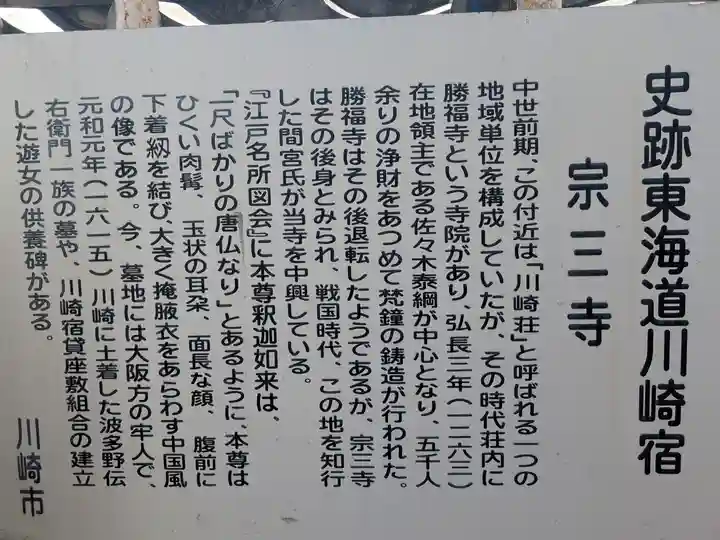 史跡東海道川崎宿
宗三寺
中世前期、この付近は「川崎荘」と呼ばれる一つの
地域単位を構成していたが、その時代荘内に
勝福寺という寺院があり、弘長三年(一二六三)
在地領主である佐々木泰綱が中心となり、五千人
余りの浄財をあつめて梵鐘の鋳造が行われた。
勝福寺はその後退転したようであるが、宗三寺
はその後身とみられ、戦国時代、この地を知行
した間宮氏が当寺を中興している。
『江戸名所図会』に本尊釈迦如来は、
「一尺ばかりの唐仏なり」とあるように、本尊は
ひくい肉髻、玉状の耳朶、面長な顔、腹前に
下着紐を結び、大きく掩腋衣をあらわす中国風
の像である。今、墓地には大阪方の牢人で、
元和元年(一六一五)川崎に土着した波多野伝
右衛門一族の墓や、川崎宿貸座敷組合の建立
した遊女の供養碑がある。
川崎市